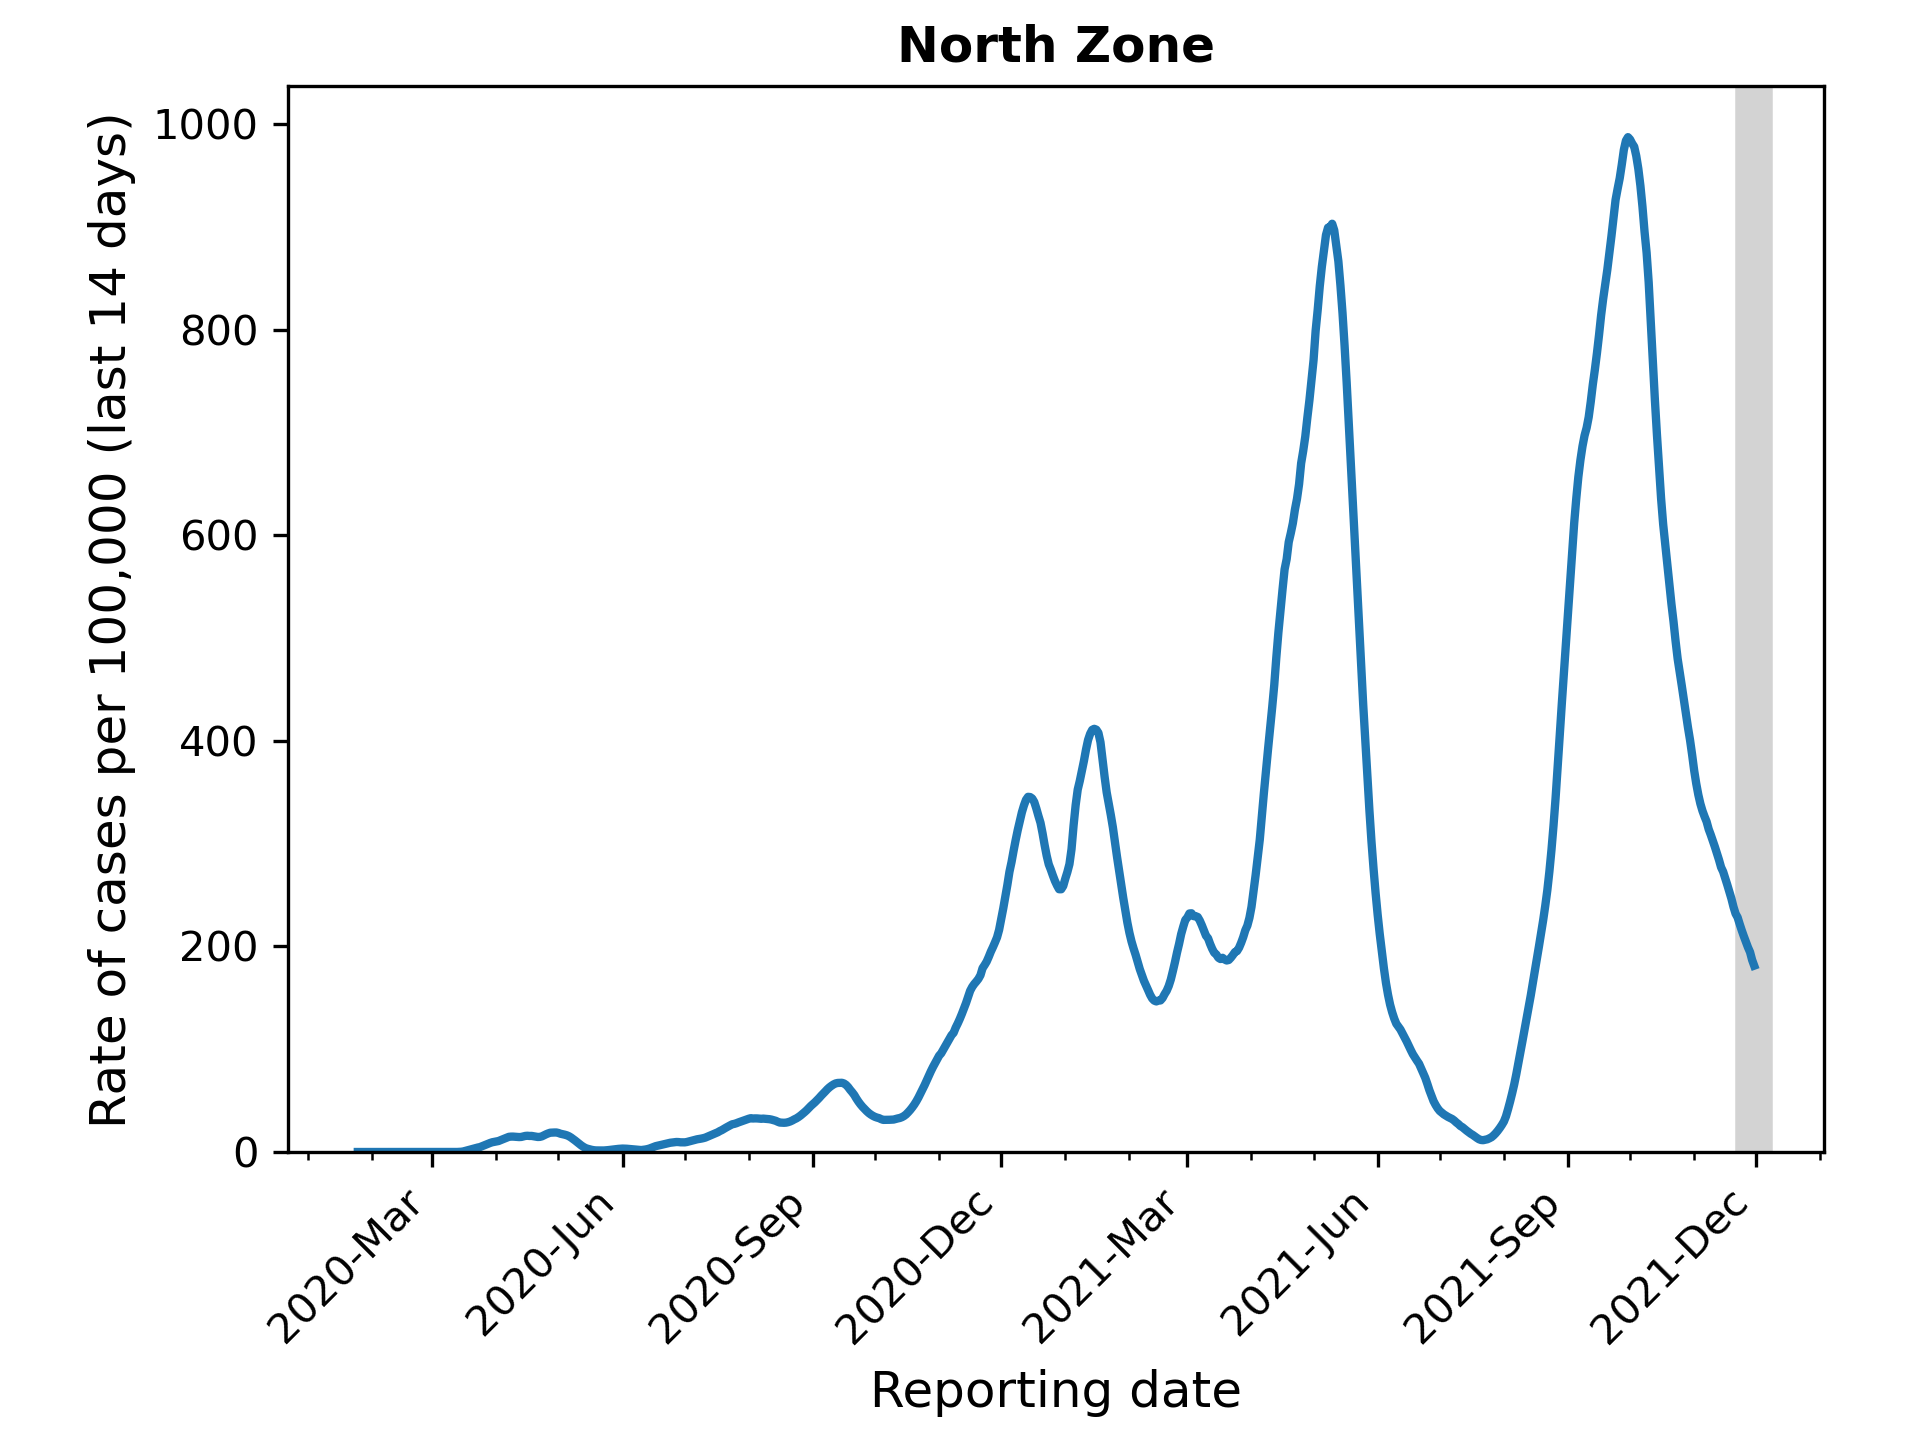 North Zone
Rate of cases per 100,000 (last 14 days)
1000
800
600
400
200
0
2020-Mar
2020-Jun
2020-Sep
2020-Dec
2021-Mar
2021-Jun
2021-Sep
2021-Dec
Reporting date